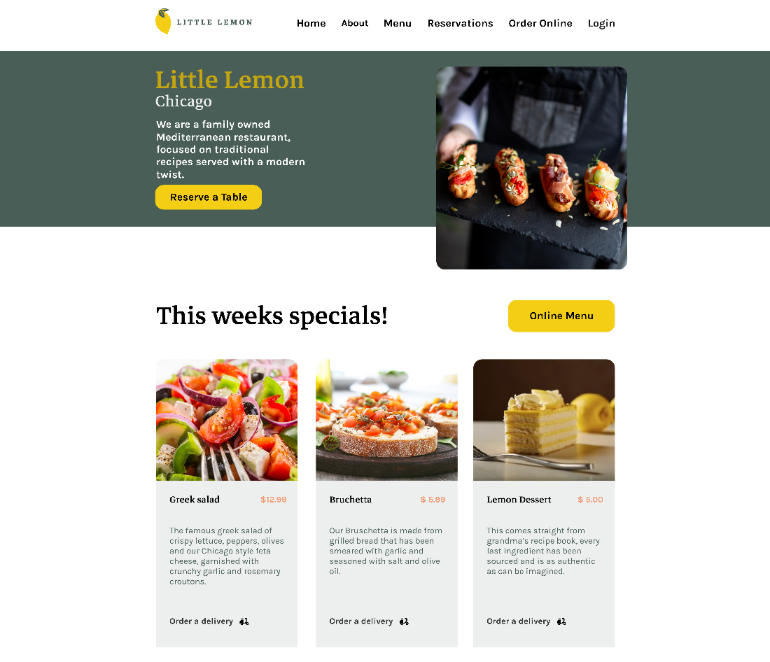 LITTLE LEMON
Home About Menu Reservations Order Online Login
Little Lemon
Chicago
We are a family owned
Mediterranean restaurant,
focused on traditional
recipes served with a modern
twist.
Reserve a Table
This weeks specials!
Online Menu
Greek salad $12.99
The famous greek salad of
crispy lettuce, peppers, olives
and our Chicago style feta
cheese, garnished with
crunchy garlic and rosemary
croutons.
Order a delivery
Bruchetta $ 5.99
Our Bruschetta is made from
grilled bread that has been
smeared with garlic and
seasoned with salt and olive
oil.
Order a delivery
Lemon Dessert $ 5.00
This comes straight from
grandma's recipe book, every
last ingredient has been
sourced and is as authentic
as can be imagined.
Order a delivery